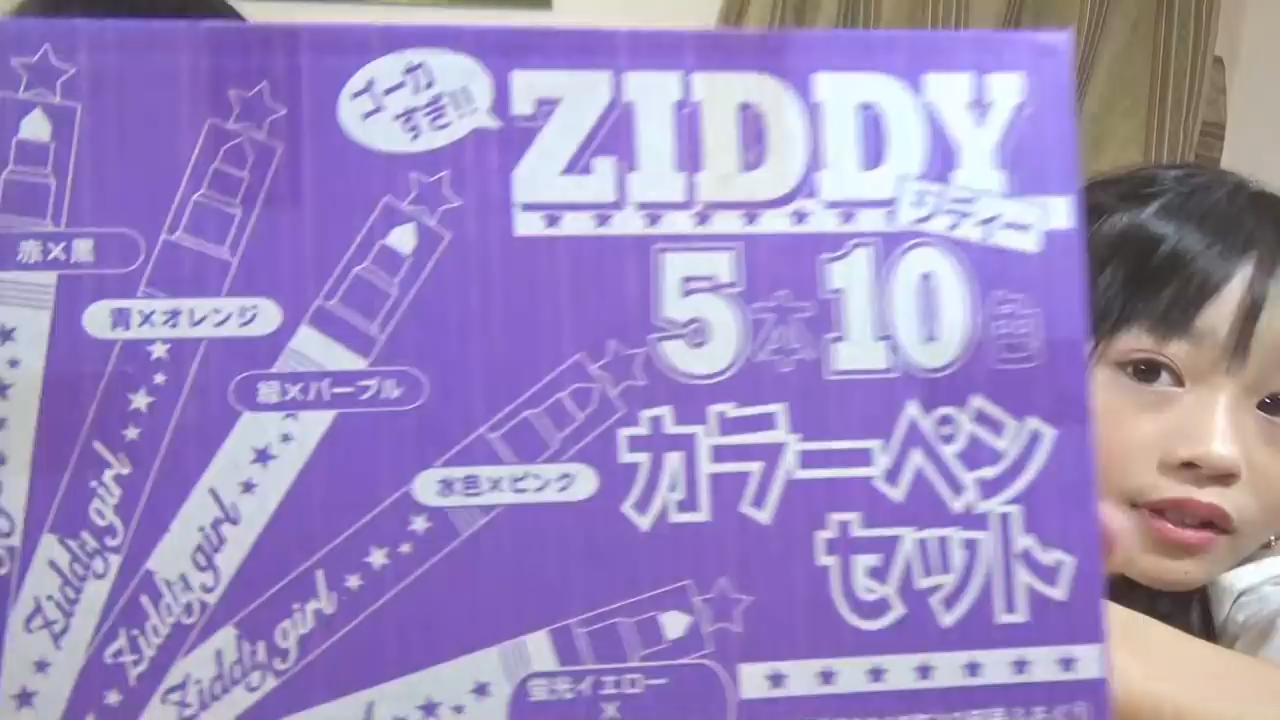 ゴーカ
すぎ!!
ZIDDY
ジディー
5本10色
カラーペン
セット
赤×黒
青×オレンジ
緑×パープル
水色×ピンク
蛍光イエロー
×
Ziddy girl
Ziddy girl
Ziddy girl